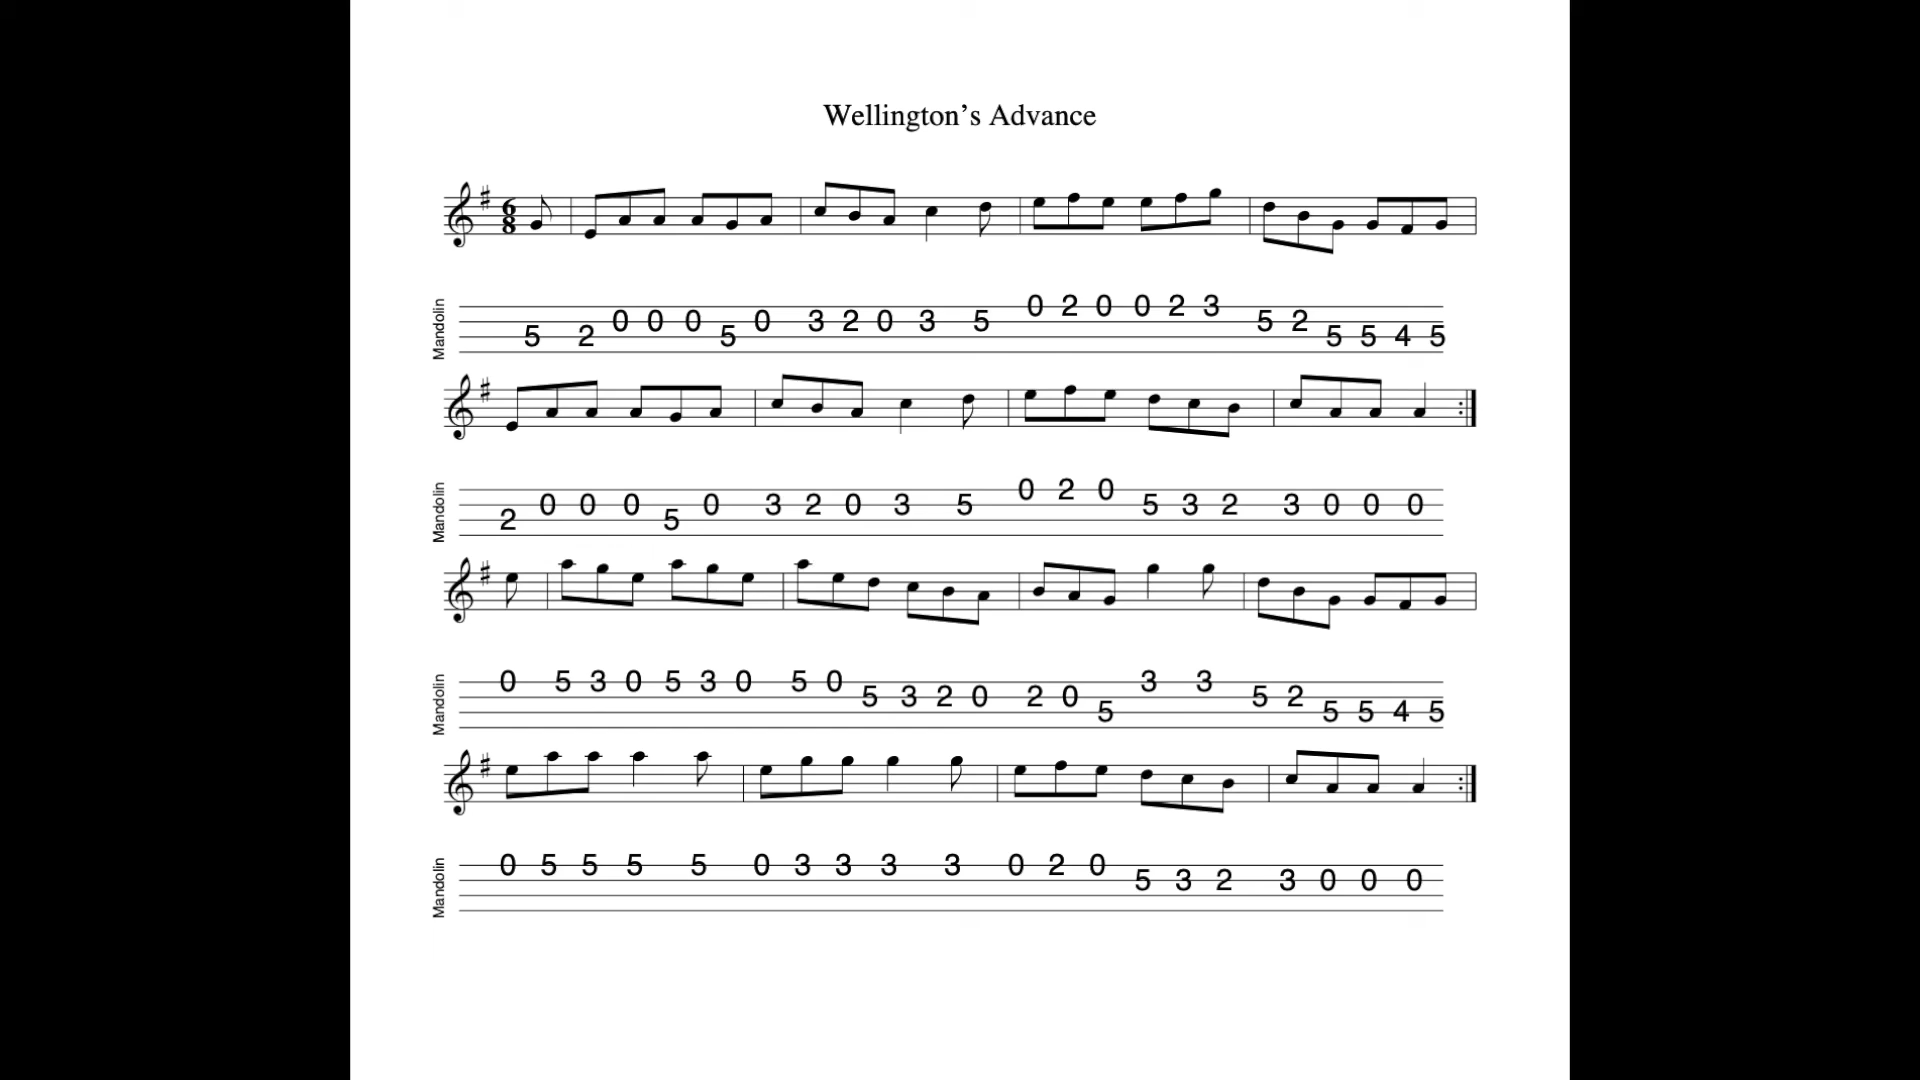 Wellington’s Advance
6
8
Mandolin 5 2 0 0 0 5 0 3 2 0 3 5 0 2 0 0 2 3 5 2 5 5 4 5
Mandolin 2 0 0 0 5 0 3 2 0 3 5 0 2 0 5 3 2 3 0 0 0
Mandolin 0 5 3 0 5 3 0 5 0 5 3 2 0 2 0 5 3 3 5 2 5 5 4 5
Mandolin 0 5 5 5 5 0 3 3 3 3 0 2 0 5 3 2 3 0 0 0